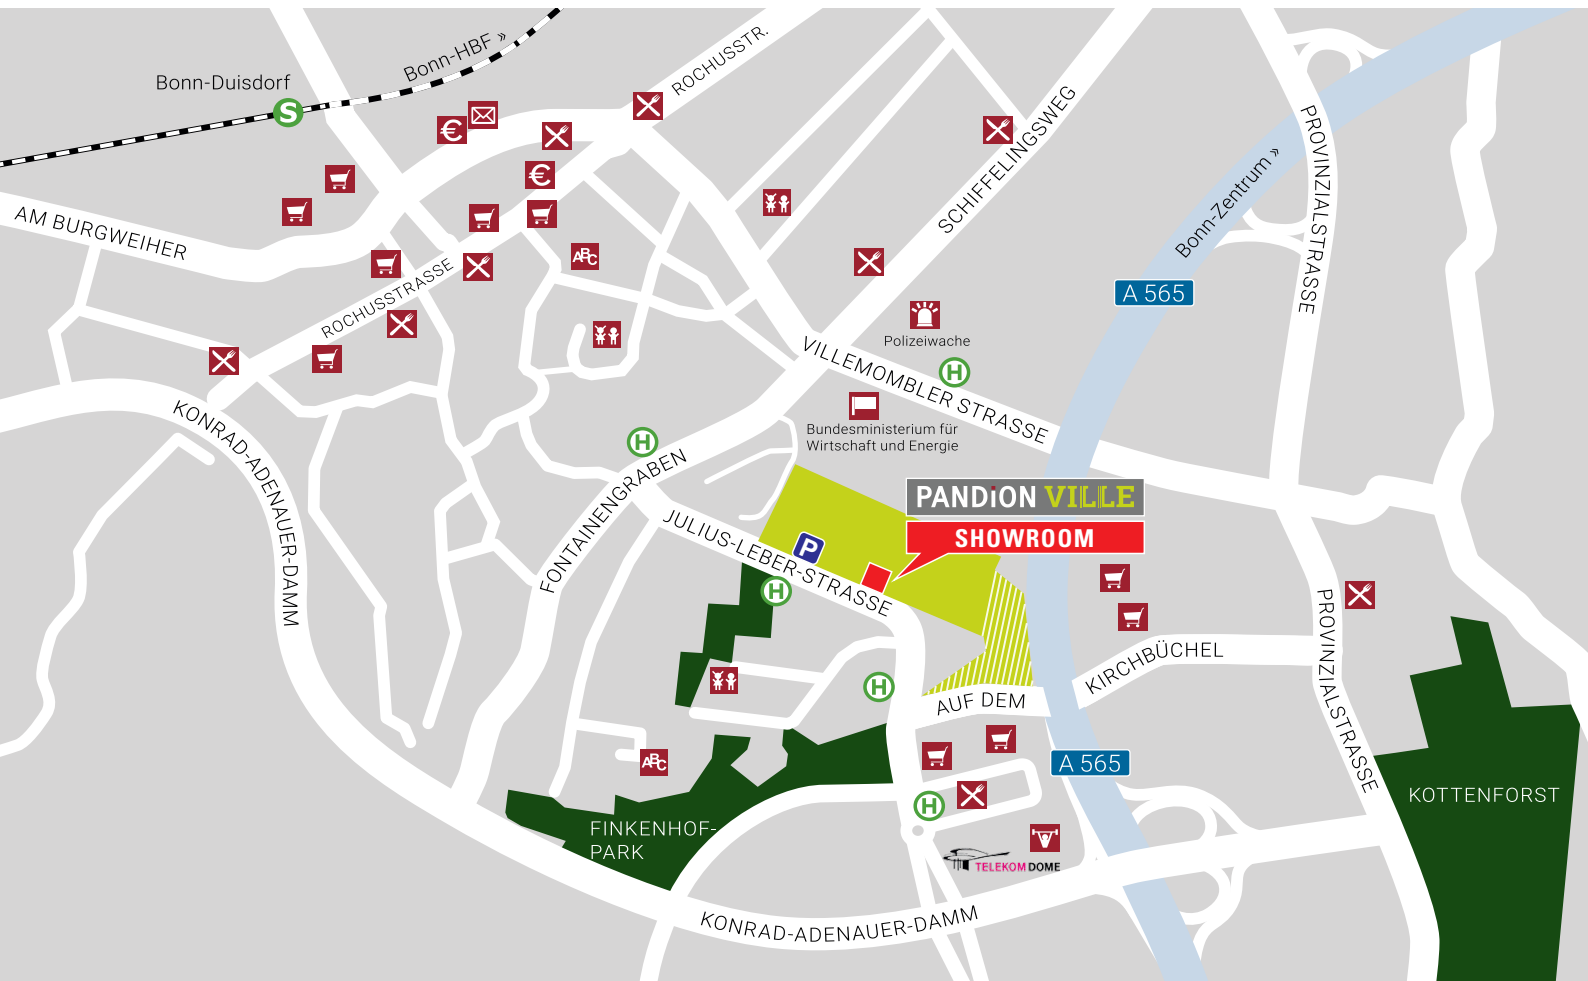 Bonn-HBF »
ROCHUSSTR.
Bonn-Duisdorf
S
€
€
AM BURGWEIHER
ROCHUSSTRASSE
ABC
SCHIFFELINGSWEG
PROVINZIALSTRASSE
Bonn-Zentrum »
A 565
Polizeiwache
H
VILLEMOMBLER STRASSE
Bundesministerium für
Wirtschaft und Energie
KONRAD-ADENAUER-DAMM
H
FONTAINENGRABEN
PANDiON VILLE
SHOWROOM
P
JULIUS-LEBER-STRASSE
H
H
KIRCHBÜCHEL
AUF DEM
PROVINZIALSTRASSE
ABC
A 565
H
KOTTENFORST
FINKENHOF-
PARK
TELEKOM DOME
KONRAD-ADENAUER-DAMM